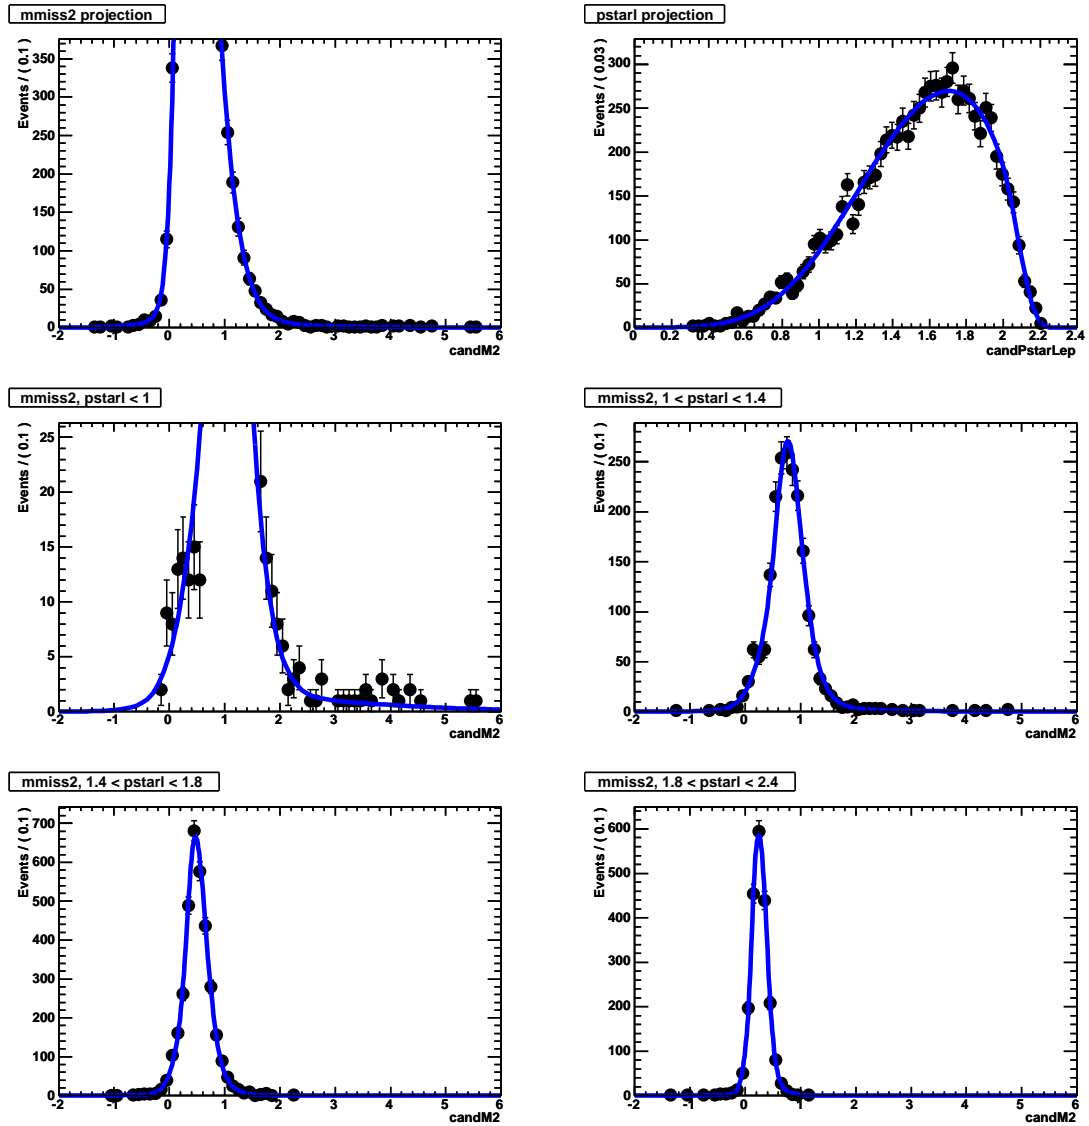 mmiss2 projection
Events / ( 0.1 )
350
300
250
200
150
100
50
0
-2 -1 0 1 2 3 4 5 6
candM2
pstarl projection
Events / ( 0.03 )
300
250
200
150
100
50
0
0 0.2 0.4 0.6 0.8 1 1.2 1.4 1.6 1.8 2 2.2 2.4
candPstarLep
mmiss2, pstarl < 1
Events / ( 0.1 )
25
20
15
10
5
0
-2 -1 0 1 2 3 4 5 6
candM2
mmiss2, 1 < pstarl < 1.4
Events / ( 0.1 )
250
200
150
100
50
0
-2 -1 0 1 2 3 4 5 6
candM2
mmiss2, 1.4 < pstarl < 1.8
Events / ( 0.1 )
700
600
500
400
300
200
100
0
-2 -1 0 1 2 3 4 5 6
candM2
mmiss2, 1.8 < pstarl < 2.4
Events / ( 0.1 )
600
500
400
300
200
100
0
-2 -1 0 1 2 3 4 5 6
candM2